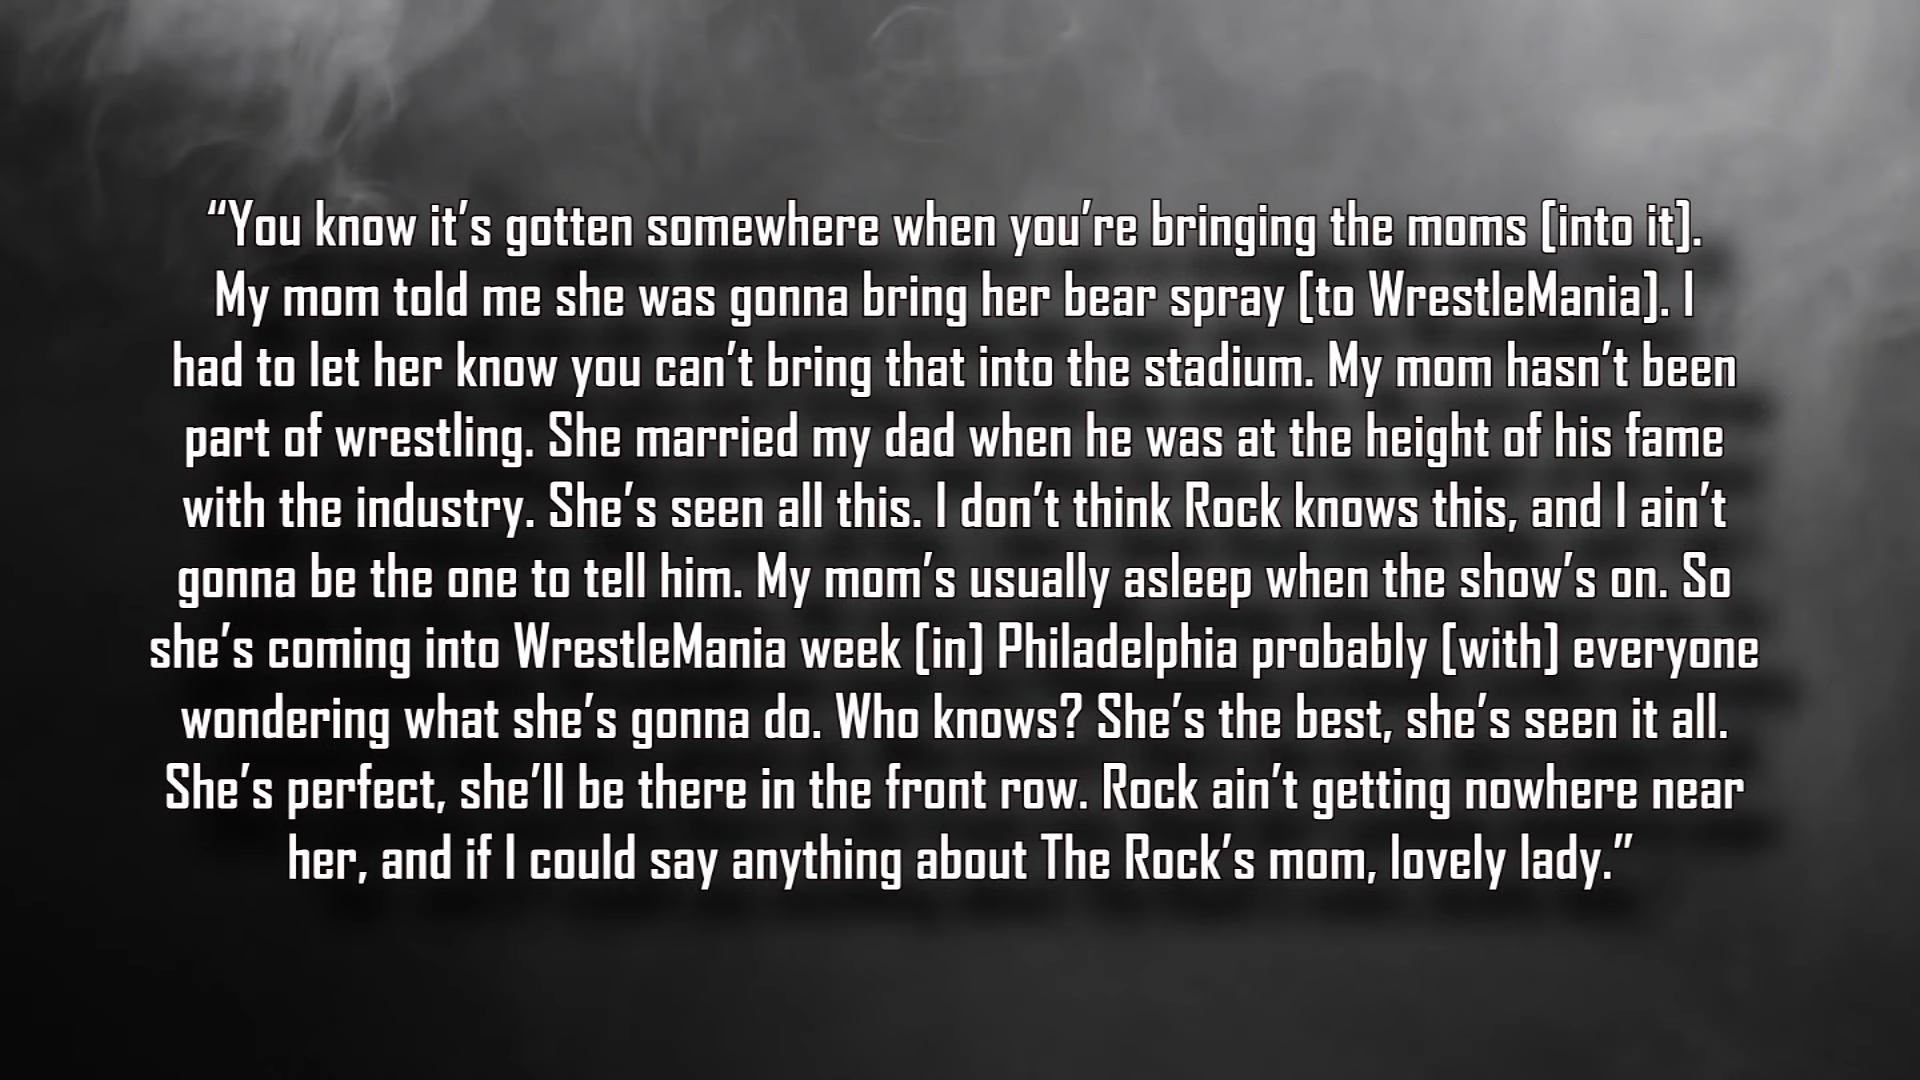 “You know it’s gotten somewhere when you’re bringing the moms [into it].
My mom told me she was gonna bring her bear spray [to WrestleMania]. I
had to let her know you can’t bring that into the stadium. My mom hasn’t been
part of wrestling. She married my dad when he was at the height of his fame
with the industry. She’s seen all this. I don’t think Rock knows this, and I ain’t
gonna be the one to tell him. My mom’s usually asleep when the show’s on. So
she’s coming into WrestleMania week [in] Philadelphia probably [with] everyone
wondering what she’s gonna do. Who knows? She’s the best, she’s seen it all.
She’s perfect, she’ll be there in the front row. Rock ain’t getting nowhere near
her, and if I could say anything about The Rock’s mom, lovely lady.”